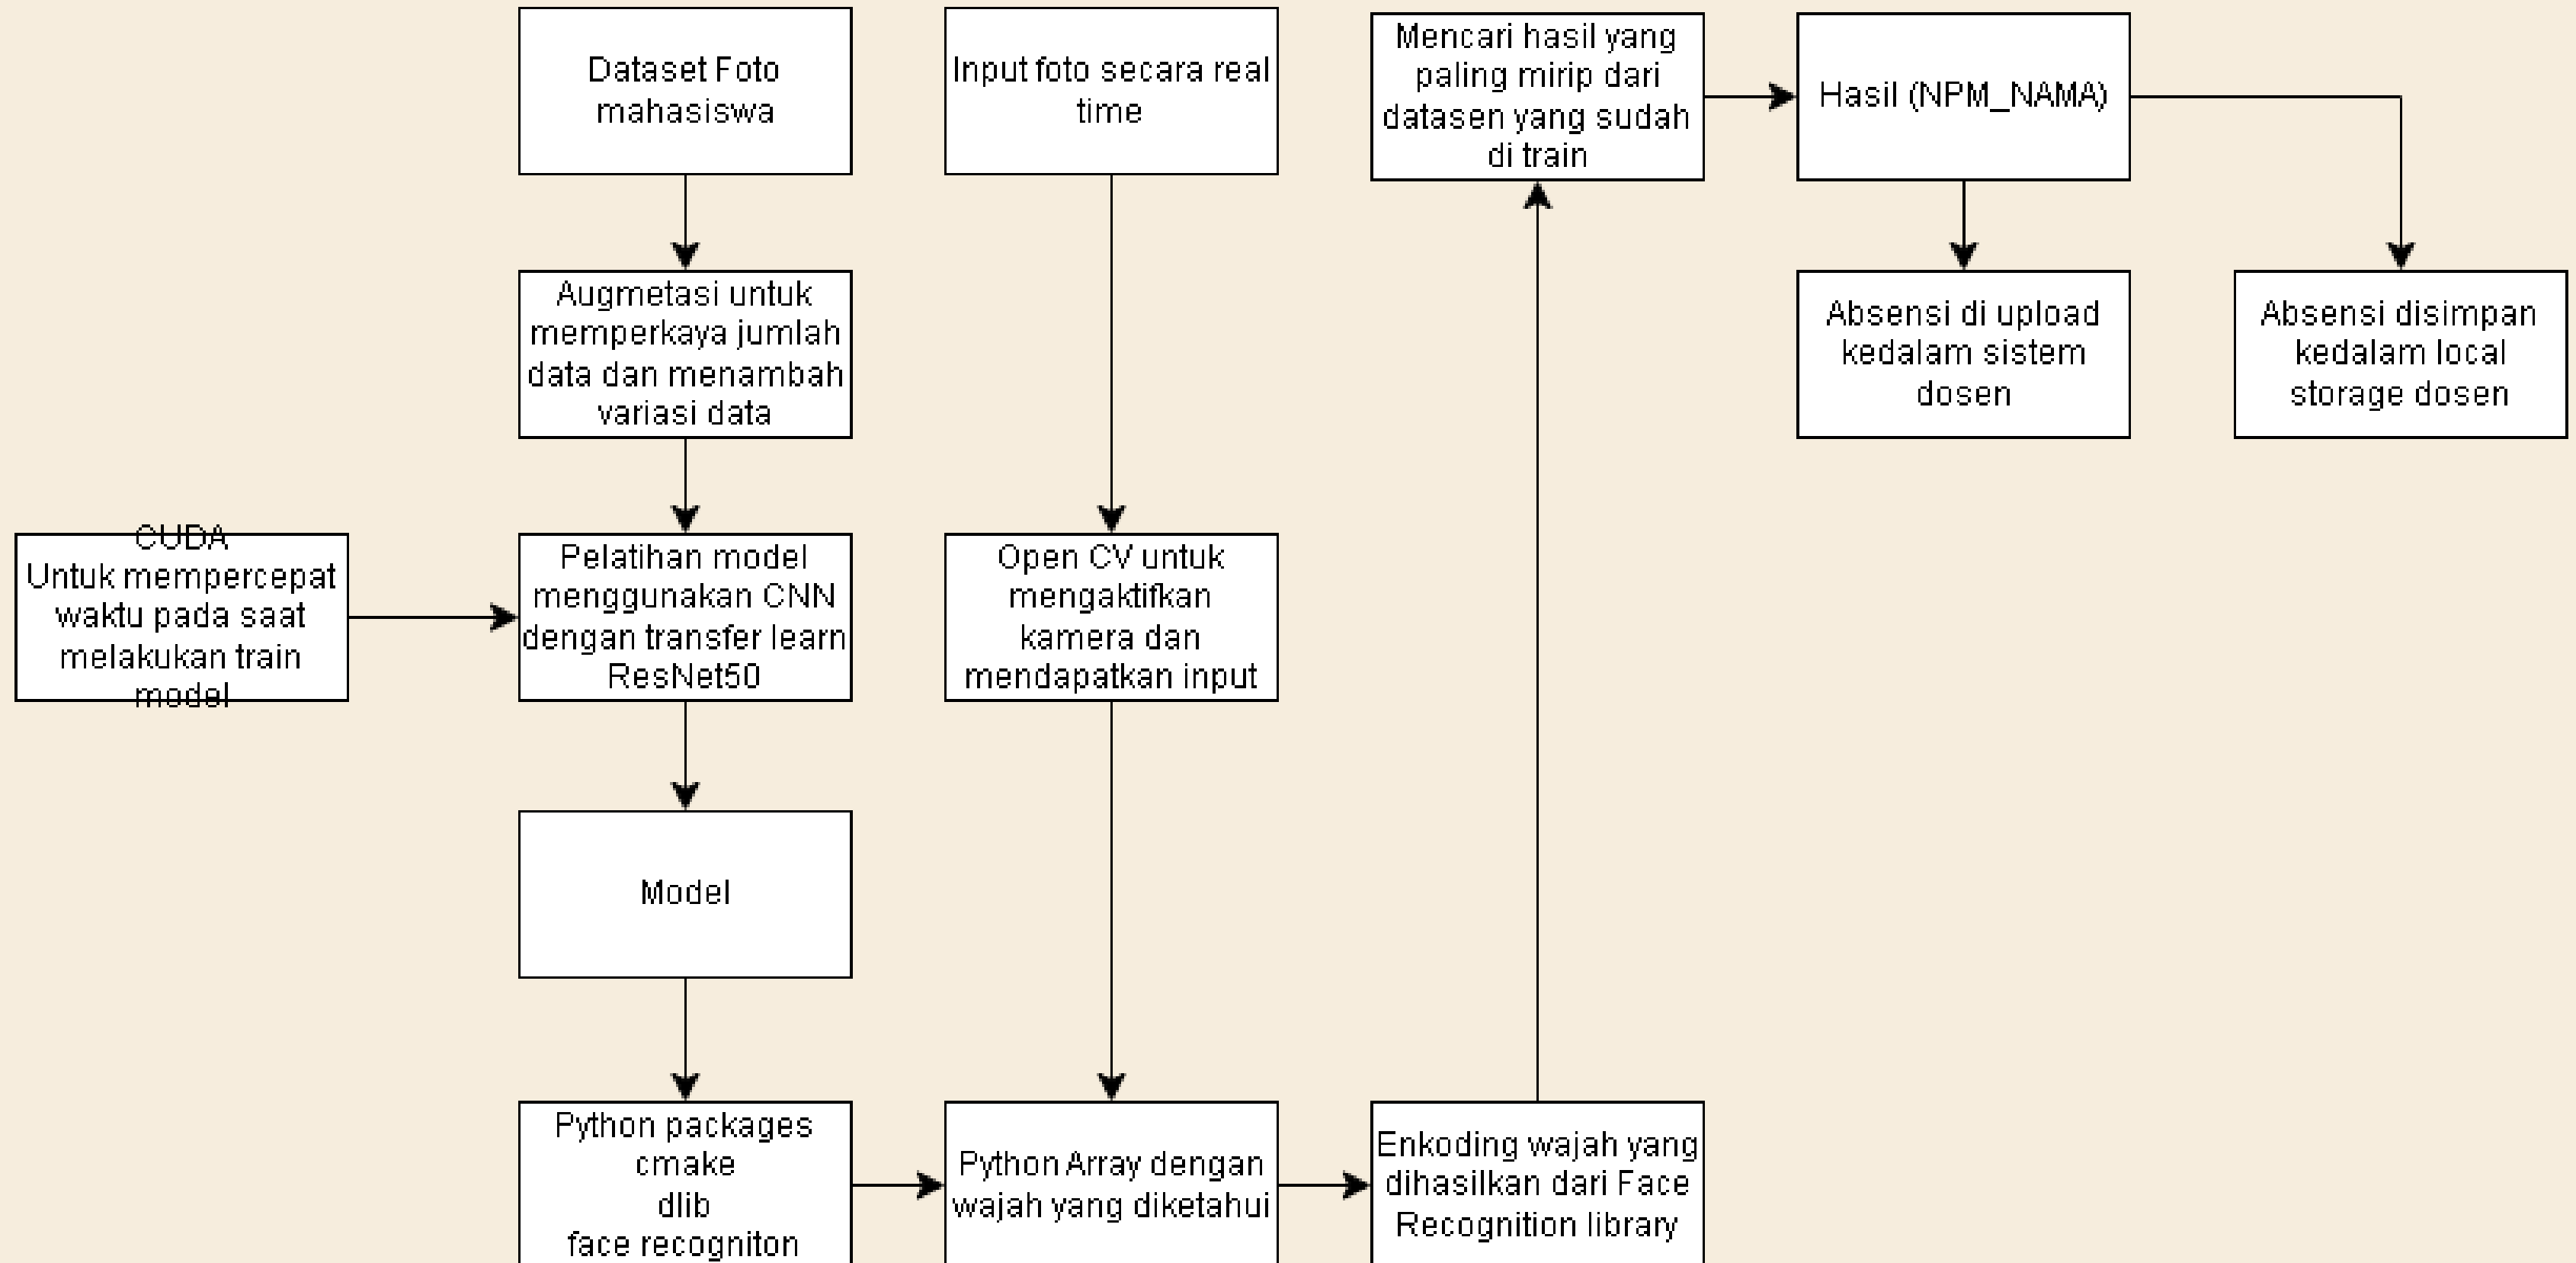 Dataset Foto
mahasiswa
Input foto secara real
time
Mencari hasil yang
paling mirip dari
datasen yang sudah
di train
Hasil (NPM_NAMA)
Augmetasi untuk
memperkaya jumlah
data dan menambah
variasi data
Absensi di upload
kedalam sistem
dosen
Absensi disimpan
kedalam local
storage dosen
CUDA
Untuk mempercepat
waktu pada saat
melakukan train
model
Pelatihan model
menggunakan CNN
dengan transfer learn
ResNet50
Open CV untuk
mengaktifkan
kamera dan
mendapatkan input
Model
Python packages
cmake
dlib
face recogniton
Python Array dengan
wajah yang diketahui
Enkoding wajah yang
dihasilkan dari Face
Recognition library